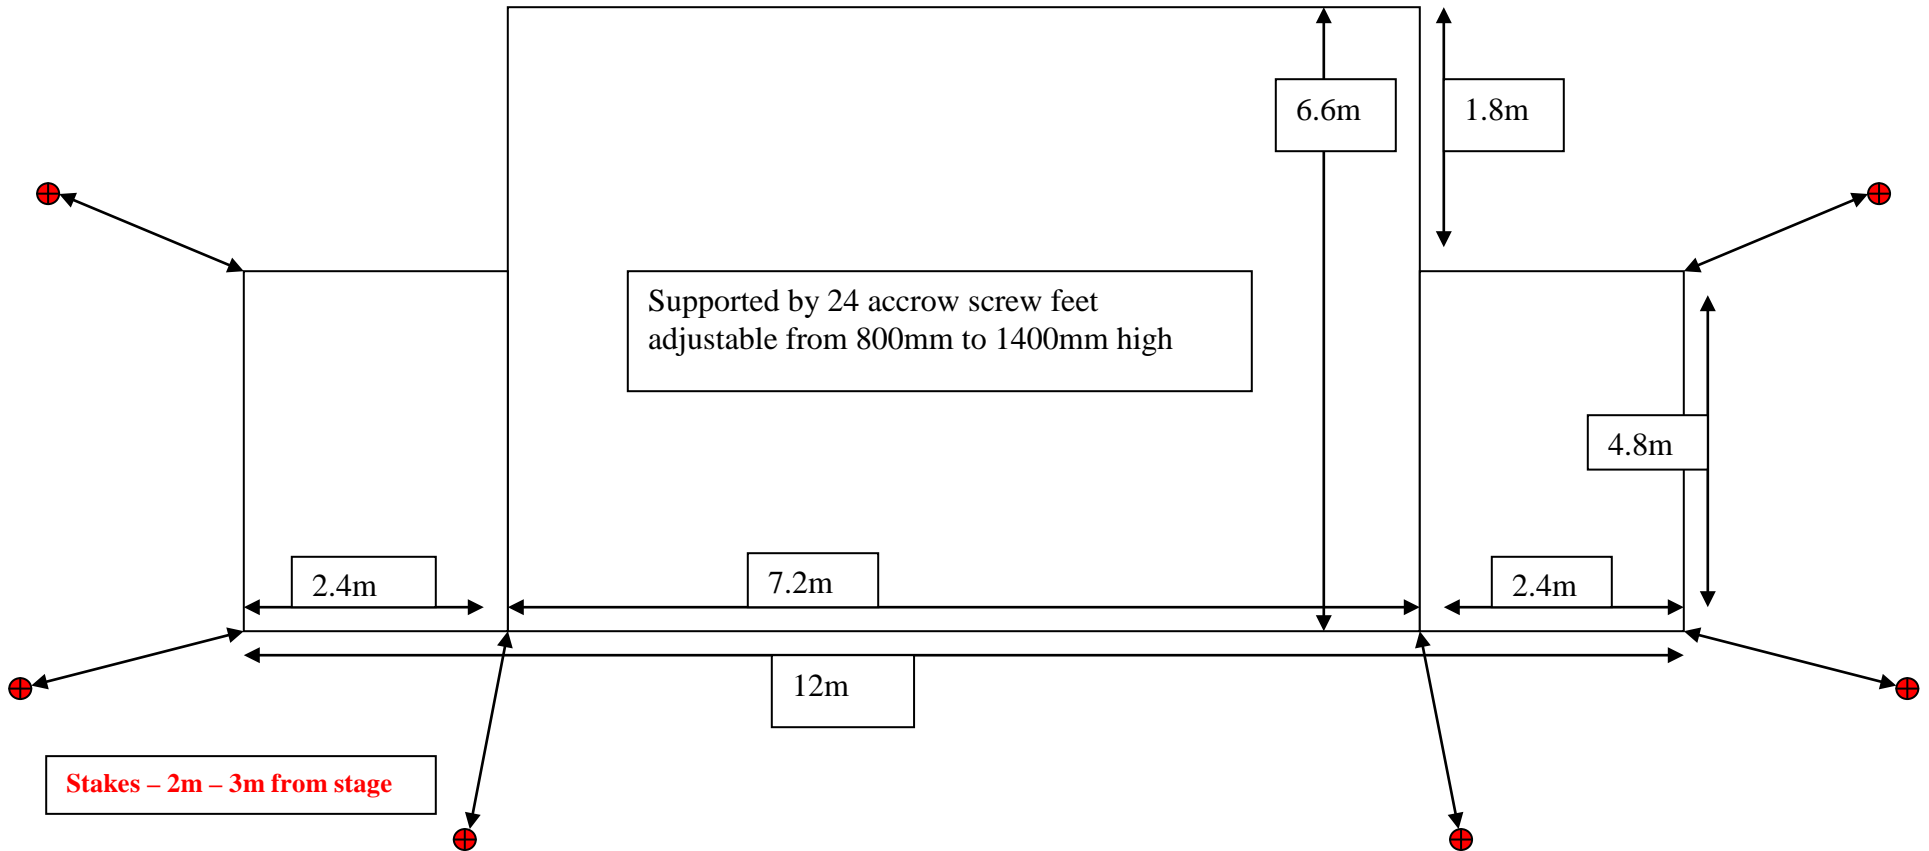 6.6m
1.8m
Supported by 24 accrow screw feet
adjustable from 800mm to 1400mm high
4.8m
2.4m
7.2m
2.4m
12m
Stakes – 2m – 3m from stage